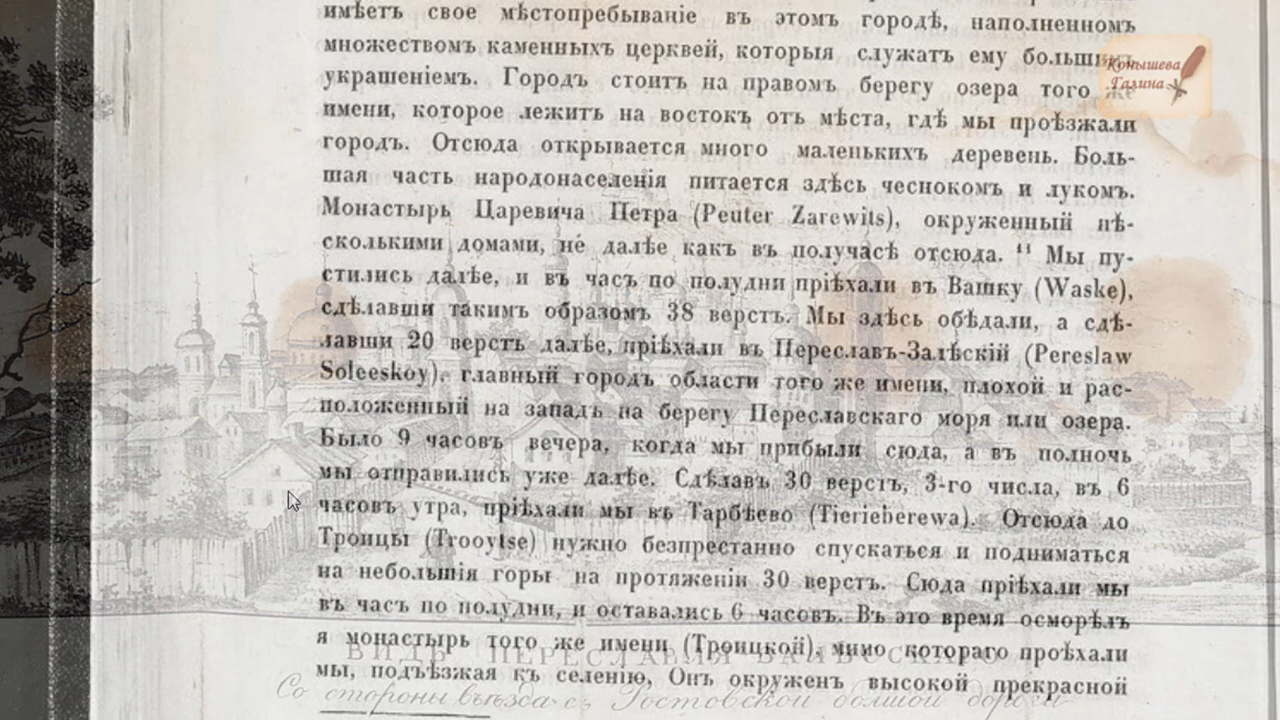 имѣетъ свое мѣстопребываніе въ этомъ городѣ, наполненномъ
множествомъ каменныхъ церквей, которыя служатъ ему большимъ
украшеніемъ. Городъ стоитъ на правомъ берегу озера того же
имени, которое лежитъ на востокъ отъ мѣста, гдѣ мы проѣзжали
городъ. Отсюда открывается много маленькихъ деревень. Боль-
шая часть народонаселенія питается здѣсь чеснокомъ и лукомъ.
Монастырь Царевича Петра (Peuter Zarewits), окруженный нѣ-
сколькими домами, не далѣе какъ въ получасѣ отсюда. ⁴¹ Мы пу-
стились далѣе, и въ часъ по полудни пріѣхали въ Вашку (Waske),
сдѣлавши такимъ образомъ 38 верстъ. Мы здѣсь обѣдали, а сдѣ-
лавши 20 верстъ далѣе, пріѣхали въ Переславъ-Залѣскій (Pereslaw
Soleeskoy), главный городъ области того же имени, плохой и рас-
положенный на западъ на берегу Переславскаго моря или озера.
Было 9 часовъ вечера, когда мы прибыли сюда, а въ полночь
мы отправились уже далѣе. Сдѣлавъ 30 верстъ, 3-го числа, въ 6
часовъ утра, пріѣхали мы въ Тарбѣево (Tierieberewa). Отсюда до
Троицы (Trooytse) нужно безпрестанно спускаться и подниматься
на небольшія горы на протяженіи 30 верстъ. Сюда пріѣхали мы
въ часъ по полудни, и оставались 6 часовъ. Въ это время осморѣлъ
я монастырь того же имени (Троицкой), мимо котораго проѣхали
мы, подъѣзжая къ селенію, Онъ окруженъ высокой прекрасной
Конышева
Галина
ВИДЪ ПЕРЕСЛАВЛЯ ЗАЛѢССКАГО
Со стороны въѣзда съ Ростовской большой дороги